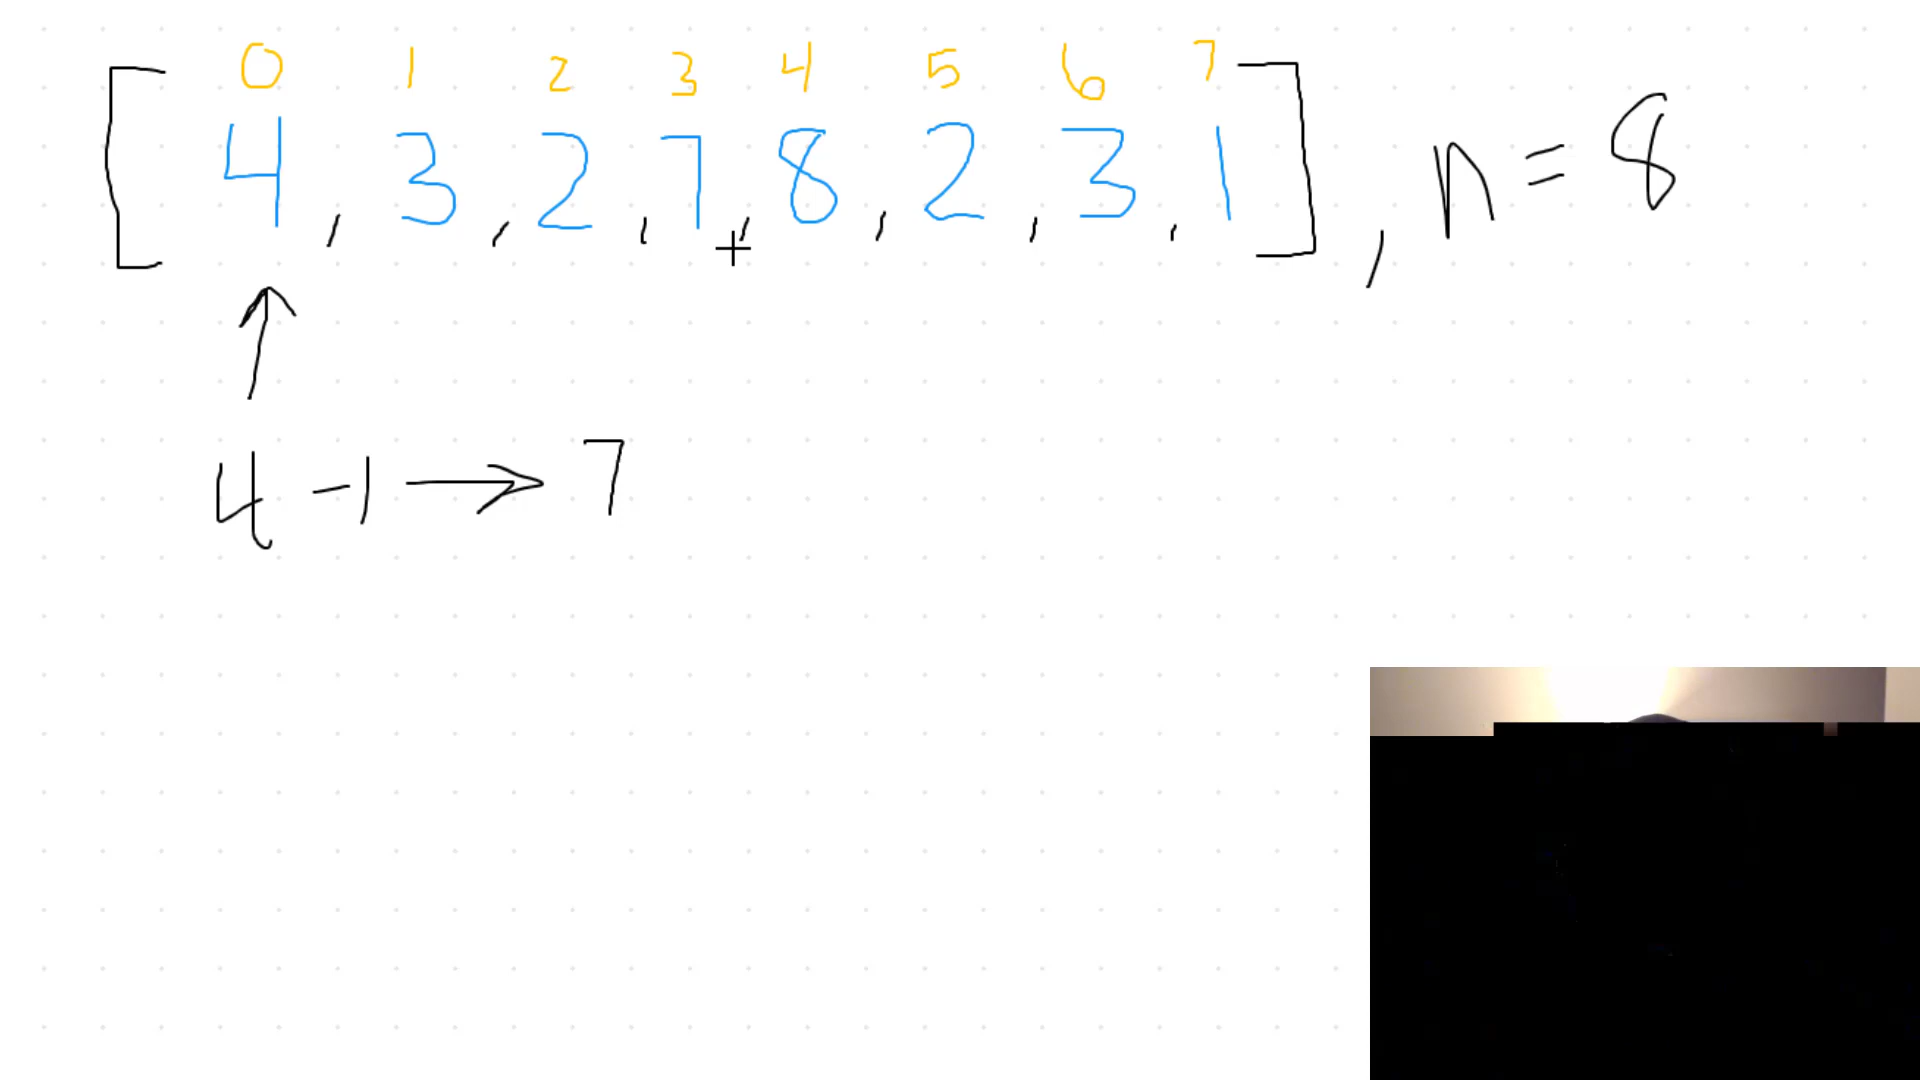 0 1 2 3 4 5 6 7
[4, 3, 2, 7, 8, 2, 3, 1], n = 8
4 -1 → 7